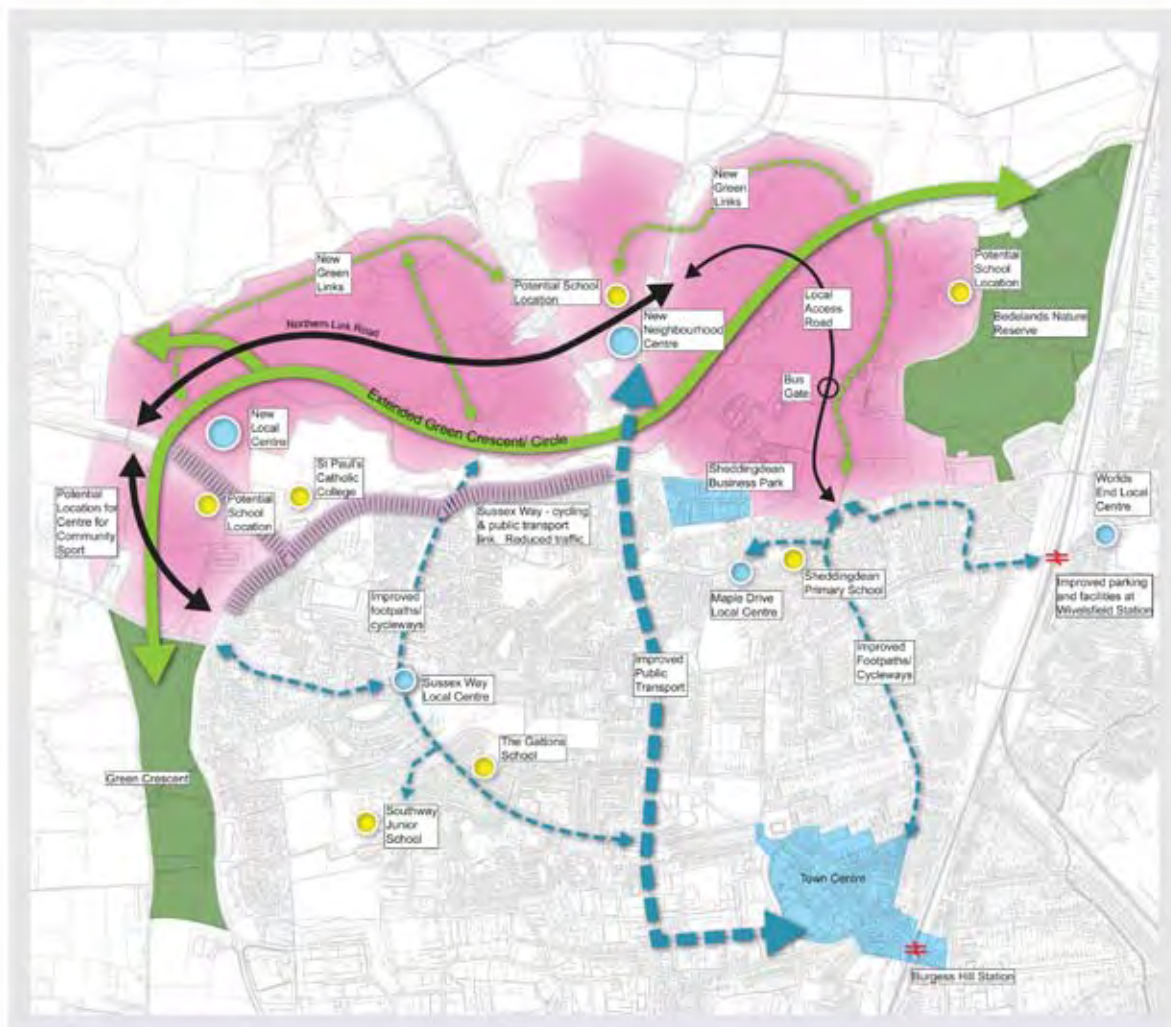 New
Green
Links
New
Green
Links
Potential School
Location
Potential
School
Location
Bedelands Nature
Reserve
Local
Access
Road
Northern Link Road
New
Neighbourhood
Centre
Bus
Gate
Extended Green Crescent/ Circle
New
Local
Centre
St Paul's
Catholic
College
Potential
School
Location
Potential
Location for
Centre for
Community
Sport
Sussex Way - cycling
& public transport
link. Reduced traffic
Sheddingdean
Business Park
Worlds
End Local
Centre
Maple Drive
Local Centre
Sheddingdean
Primary School
Improved parking
and facilities at
Wivelsfield Station
Improved
footpaths/
cycleways
Improved
Public
Transport
Improved
Footpaths/
Cycleways
Sussex Way
Local Centre
The Gattons
School
Green Crescent
Southway
Junior
School
Town Centre
Burgess Hill Station